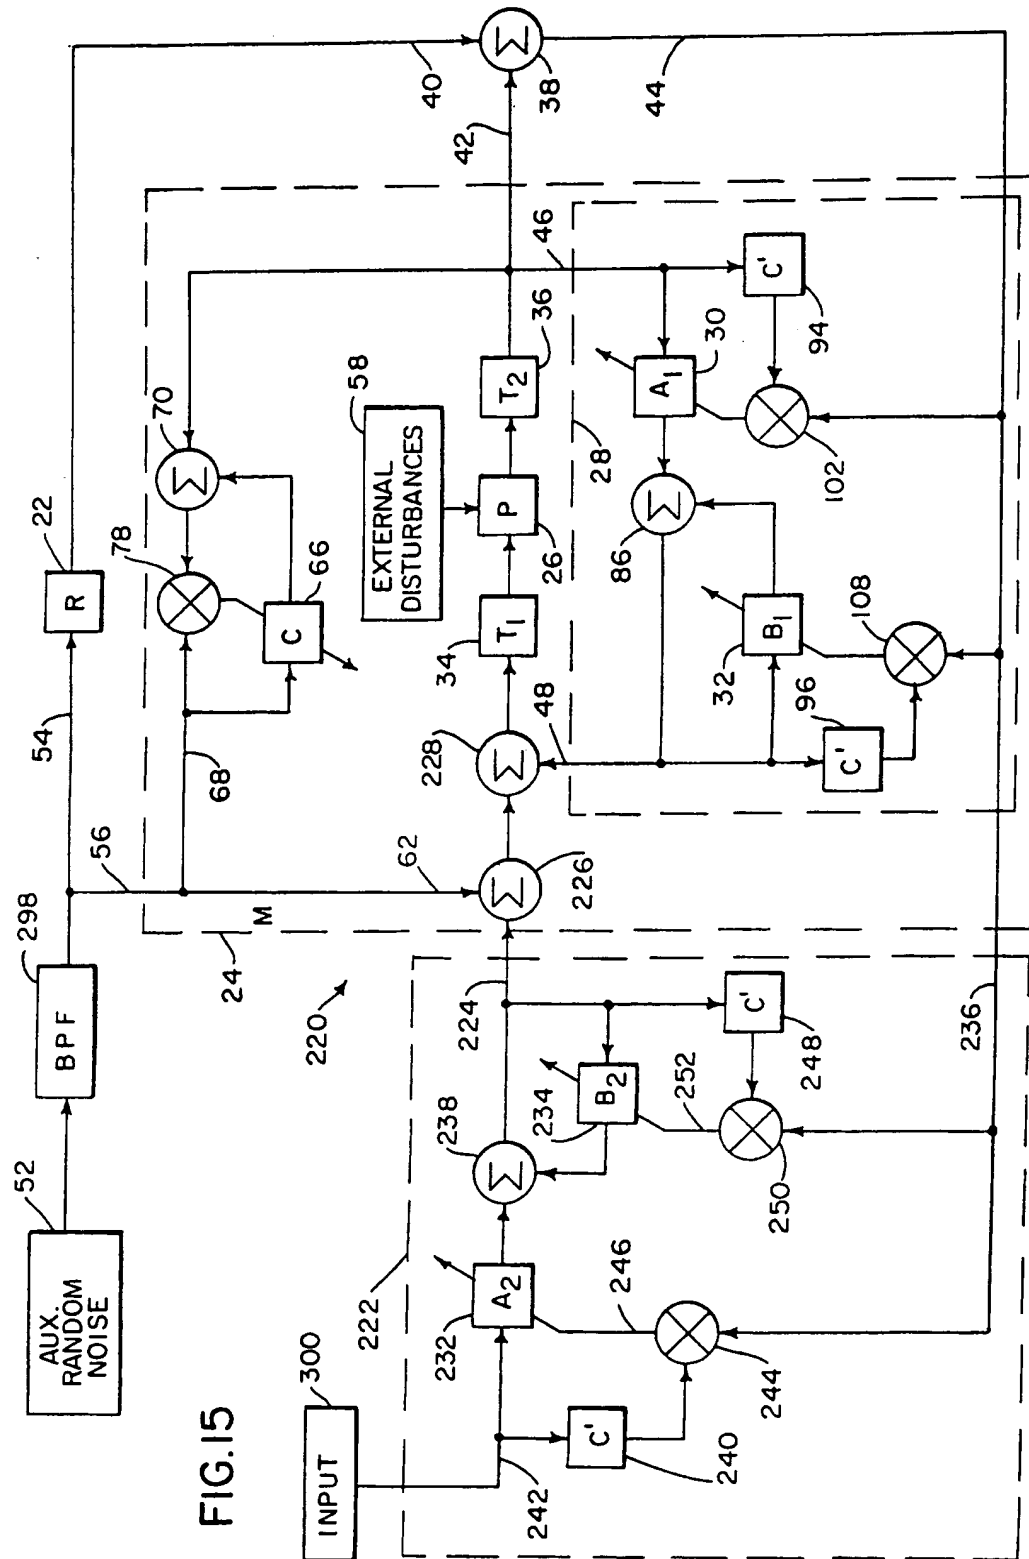 FIG.15
AUX.
RANDOM
NOISE
52
BPF
298
54
R
22
40
Σ
38
42
44
56
68
78
70
Σ
C
66
M
24
62
Σ
226
Σ
228
T1
34
P
26
T2
36
EXTERNAL
DISTURBANCES
58
46
48
28
Σ
86
A1
30
C'
94
102
B1
32
C'
96
108
220
222
INPUT
300
242
A2
232
Σ
238
224
B2
234
252
C'
248
250
246
C'
240
244
236